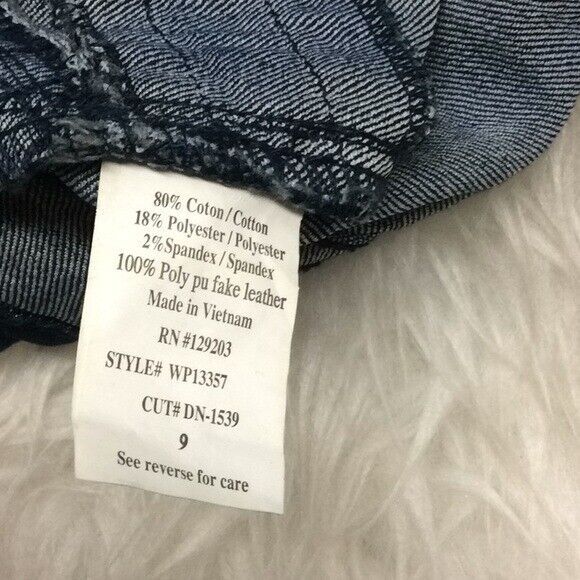 80% Coton/Cotton
18% Polyester/Polyester
2%Spandex/Spandex
100% Poly pu fake leather
Made in Vietnam
RN #129203
STYLE# WP13357
CUT# DN-1539
9
See reverse for care